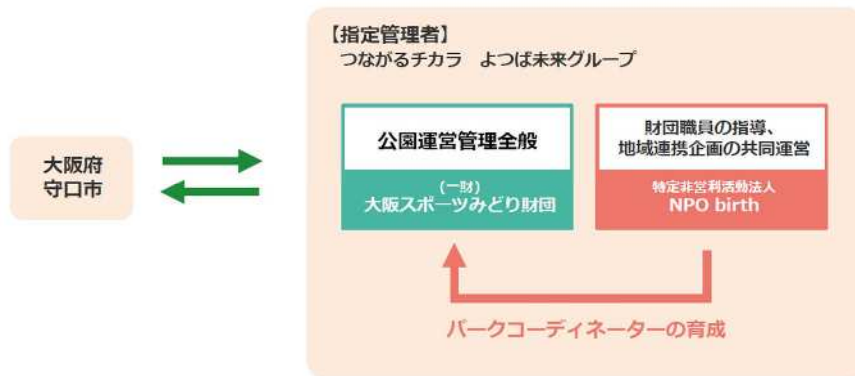 【指定管理者】
つながるチカラ　よつば未来グループ
大阪府
守口市
公園運営管理全般
(一財)
大阪スポーツみどり財団
財団職員の指導、
地域連携企画の共同運営
特定非営利活動法人
NPO birth
パークコーディネーターの育成